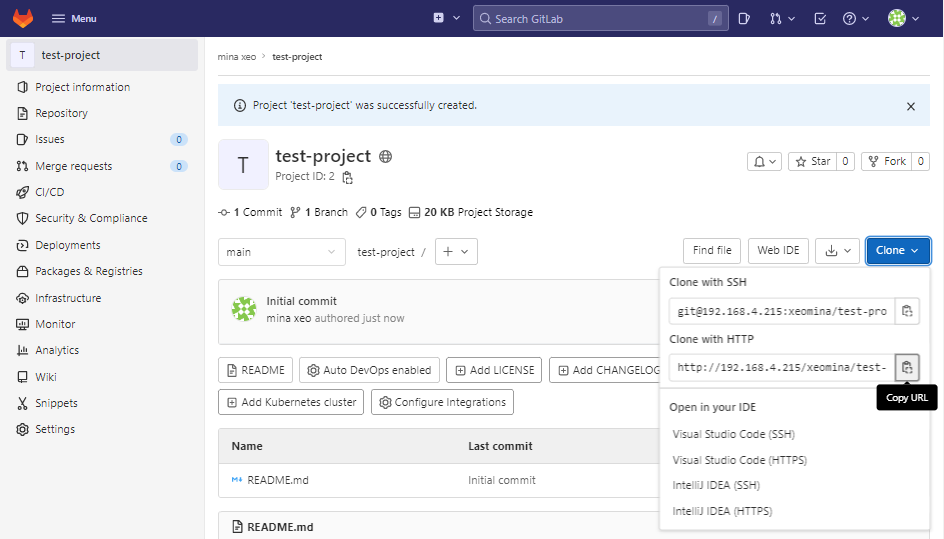 Menu
Search GitLab /
T test-project
Project information
Repository
Issues 0
Merge requests 0
CI/CD
Security & Compliance
Deployments
Packages & Registries
Infrastructure
Monitor
Analytics
Wiki
Snippets
Settings
mina xeo > test-project
Project 'test-project' was successfully created.
T
test-project
Project ID: 2
Star 0
Fork 0
1 Commit 1 Branch 0 Tags 20 KB Project Storage
main
test-project /
Find file
Web IDE
Clone
Initial commit
mina xeo authored just now
README
Auto DevOps enabled
Add LICENSE
Add CHANGELOG
Add Kubernetes cluster
Configure Integrations
Name Last commit
README.md Initial commit
README.md
Clone with SSH
git@192.168.4.215:xeomina/test-pro
Clone with HTTP
http://192.168.4.215/xeomina/test-
Copy URL
Open in your IDE
Visual Studio Code (SSH)
Visual Studio Code (HTTPS)
IntelliJ IDEA (SSH)
IntelliJ IDEA (HTTPS)